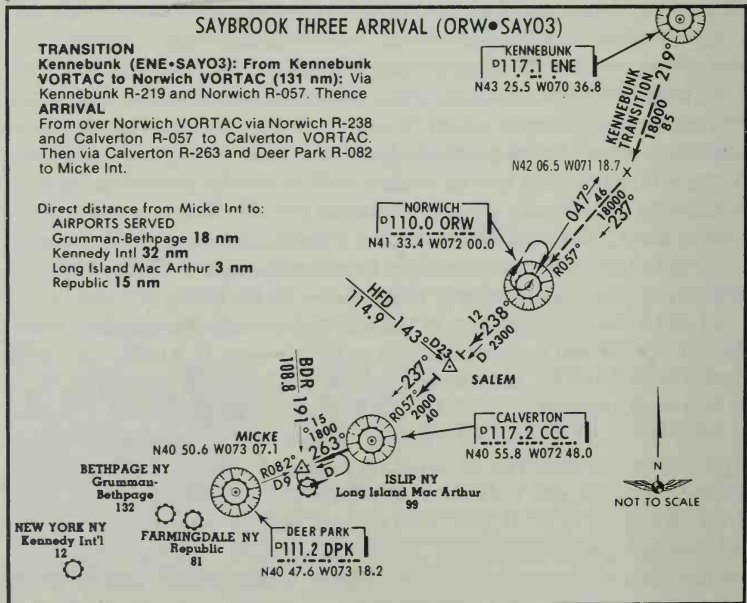 SAYBROOK THREE ARRIVAL (ORW•SAYO3)
TRANSITION
Kennebunk (ENE•SAYO3): From Kennebunk
VORTAC to Norwich VORTAC (131 nm): Via
Kennebunk R-219 and Norwich R-057. Thence
ARRIVAL
From over Norwich VORTAC via Norwich R-238
and Calverton R-057 to Calverton VORTAC.
Then via Calverton R-263 and Deer Park R-082
to Micke Int.
Direct distance from Micke Int to:
AIRPORTS SERVED
Grumman-Bethpage 18 nm
Kennedy Intl 32 nm
Long Island Mac Arthur 3 nm
Republic 15 nm
KENNEBUNK
D117.1 ENE
N43 25.5 W070 36.8
219°
KENNEBUNK
TRANSITION
18000
85
N42 06.5 W071 18.7
X
047°
46
18000
237°
R057°
NORWICH
D110.0 ORW
N41 33.4 W072 00.0
12
238°
D 2300
HFD 143°
114.9
D23
SALEM
237°
R057°
2000
40
BDR 191°
108.8
15
1800
263°
D
CALVERTON
D117.2 CCC
N40 55.8 W072 48.0
MICKE
N40 50.6 W073 07.1
R082°
D9
ISLIP NY
Long Island Mac Arthur
99
BETHPAGE NY
Grumman-
Bethpage
132
FARMINGDALE NY
Republic
81
NEW YORK NY
Kennedy Int'l
12
DEER PARK
D111.2 DPK
N40 47.6 W073 18.2
N
NOT TO SCALE